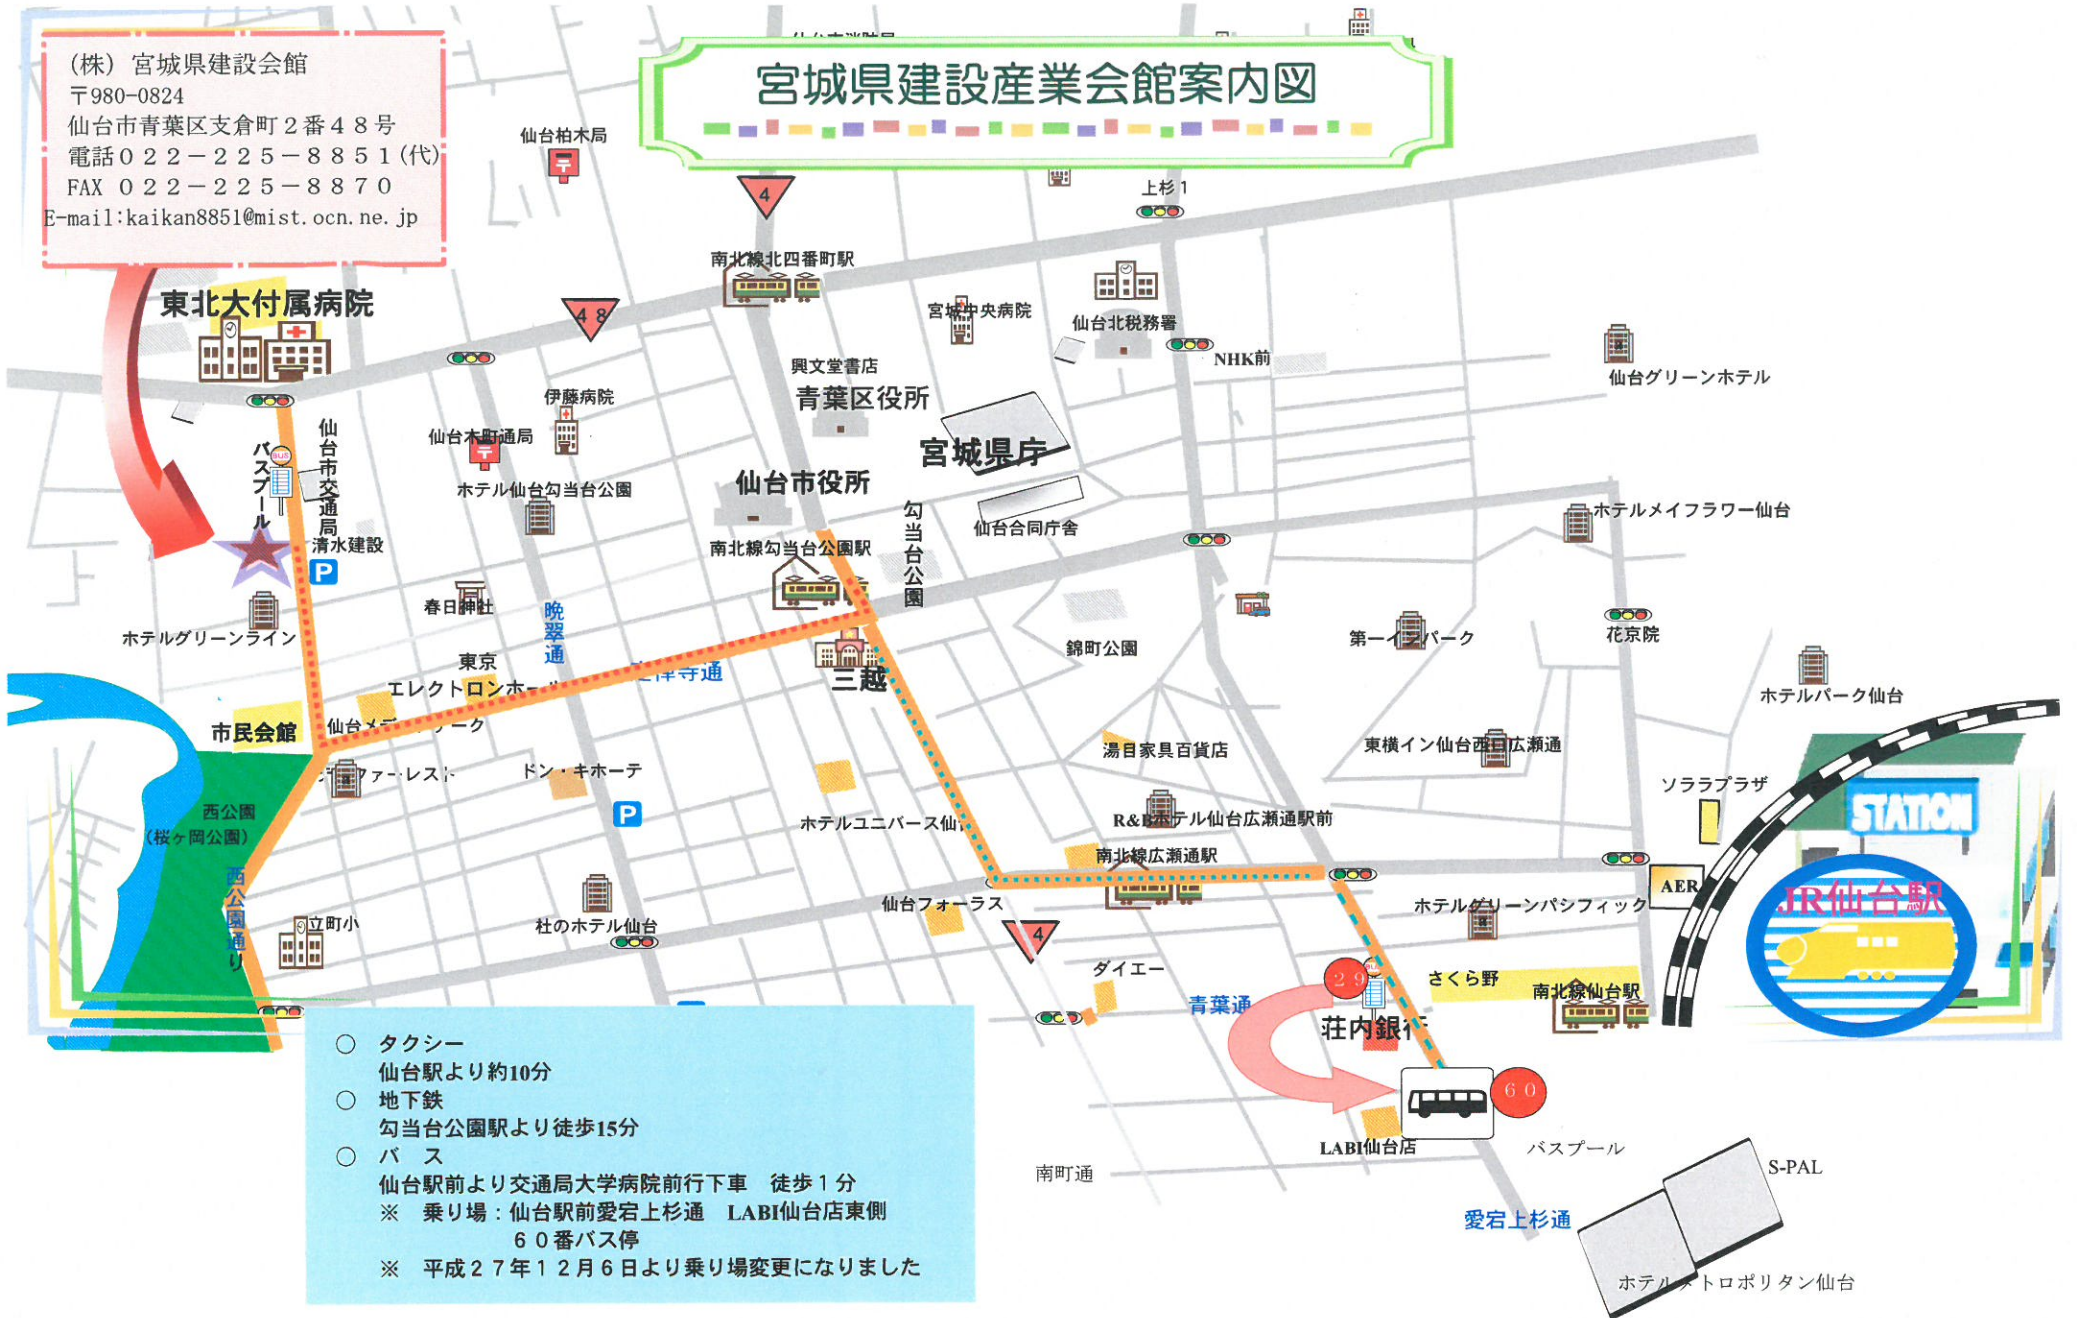 (株) 宮城県建設会館
〒980-0824
仙台市青葉区支倉町２番４８号
電話０２２－２２５－８８５１(代)
FAX ０２２－２２５－８８７０
E-mail:kaikan8851@mist.ocn.ne.jp
宮城県建設産業会館案内図
仙台柏木局
4
上杉1
南北線北四番町駅
東北大付属病院
48
宮城中央病院
仙台北税務署
NHK前
興文堂書店
仙台グリーンホテル
青葉区役所
伊藤病院
仙台木町通局
バスプール
BUS
仙台市交通局
宮城県庁
仙台市役所
ホテル仙台勾当台公園
勾当台公園
仙台合同庁舎
ホテルメイフラワー仙台
清水建設
P
南北線勾当台公園駅
春日神社
晩翠通
ホテルグリーンライン
錦町公園
第一インパーク
花京院
東京
エレクトロンホー
三越
ホテルパーク仙台
市民会館
湯目家具百貨店
東横イン仙台西口広瀬通
ドン・キホーテ
ソララプラザ
西公園
(桜ヶ岡公園)
P
ホテルユニバース仙
R&Bホテル仙台広瀬通駅前
STATION
南北線広瀬通駅
AER
JR仙台駅
西公園通り
立町小
杜のホテル仙台
仙台フォーラス
ホテルグリーンパシフィック
4
ダイエー
29
さくら野
南北線仙台駅
青葉通
荘内銀行
60
LABI仙台店
バスプール
南町通
S-PAL
愛宕上杉通
ホテルメトロポリタン仙台
○ タクシー
仙台駅より約10分
○ 地下鉄
勾当台公園駅より徒歩15分
○ バ　ス
仙台駅前より交通局大学病院前行下車　徒歩１分
※　乗り場：仙台駅前愛宕上杉通　LABI仙台店東側
６０番バス停
※　平成２７年１２月６日より乗り場変更になりました